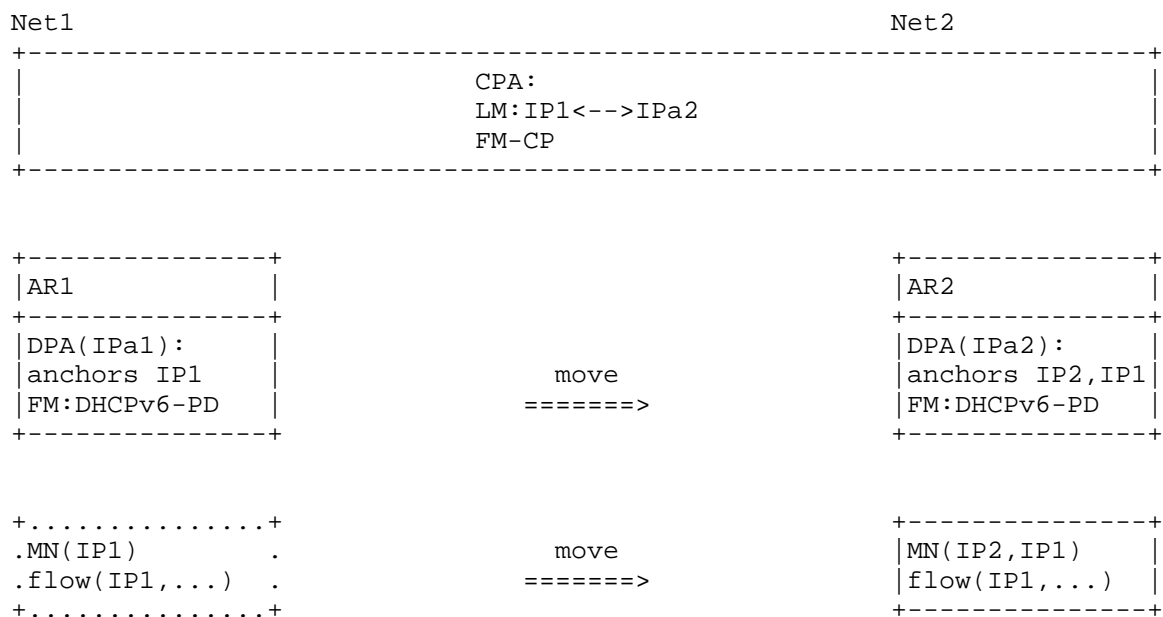 Net1 Net2
CPA:
LM:IP1<-->IPa2
FM-CP
AR1 AR2
DPA(IPa1): DPA(IPa2):
anchors IP1 move anchors IP2,IP1
FM:DHCPv6-PD =======> FM:DHCPv6-PD
MN(IP1) move MN(IP2,IP1)
flow(IP1,...) =======> flow(IP1,...)